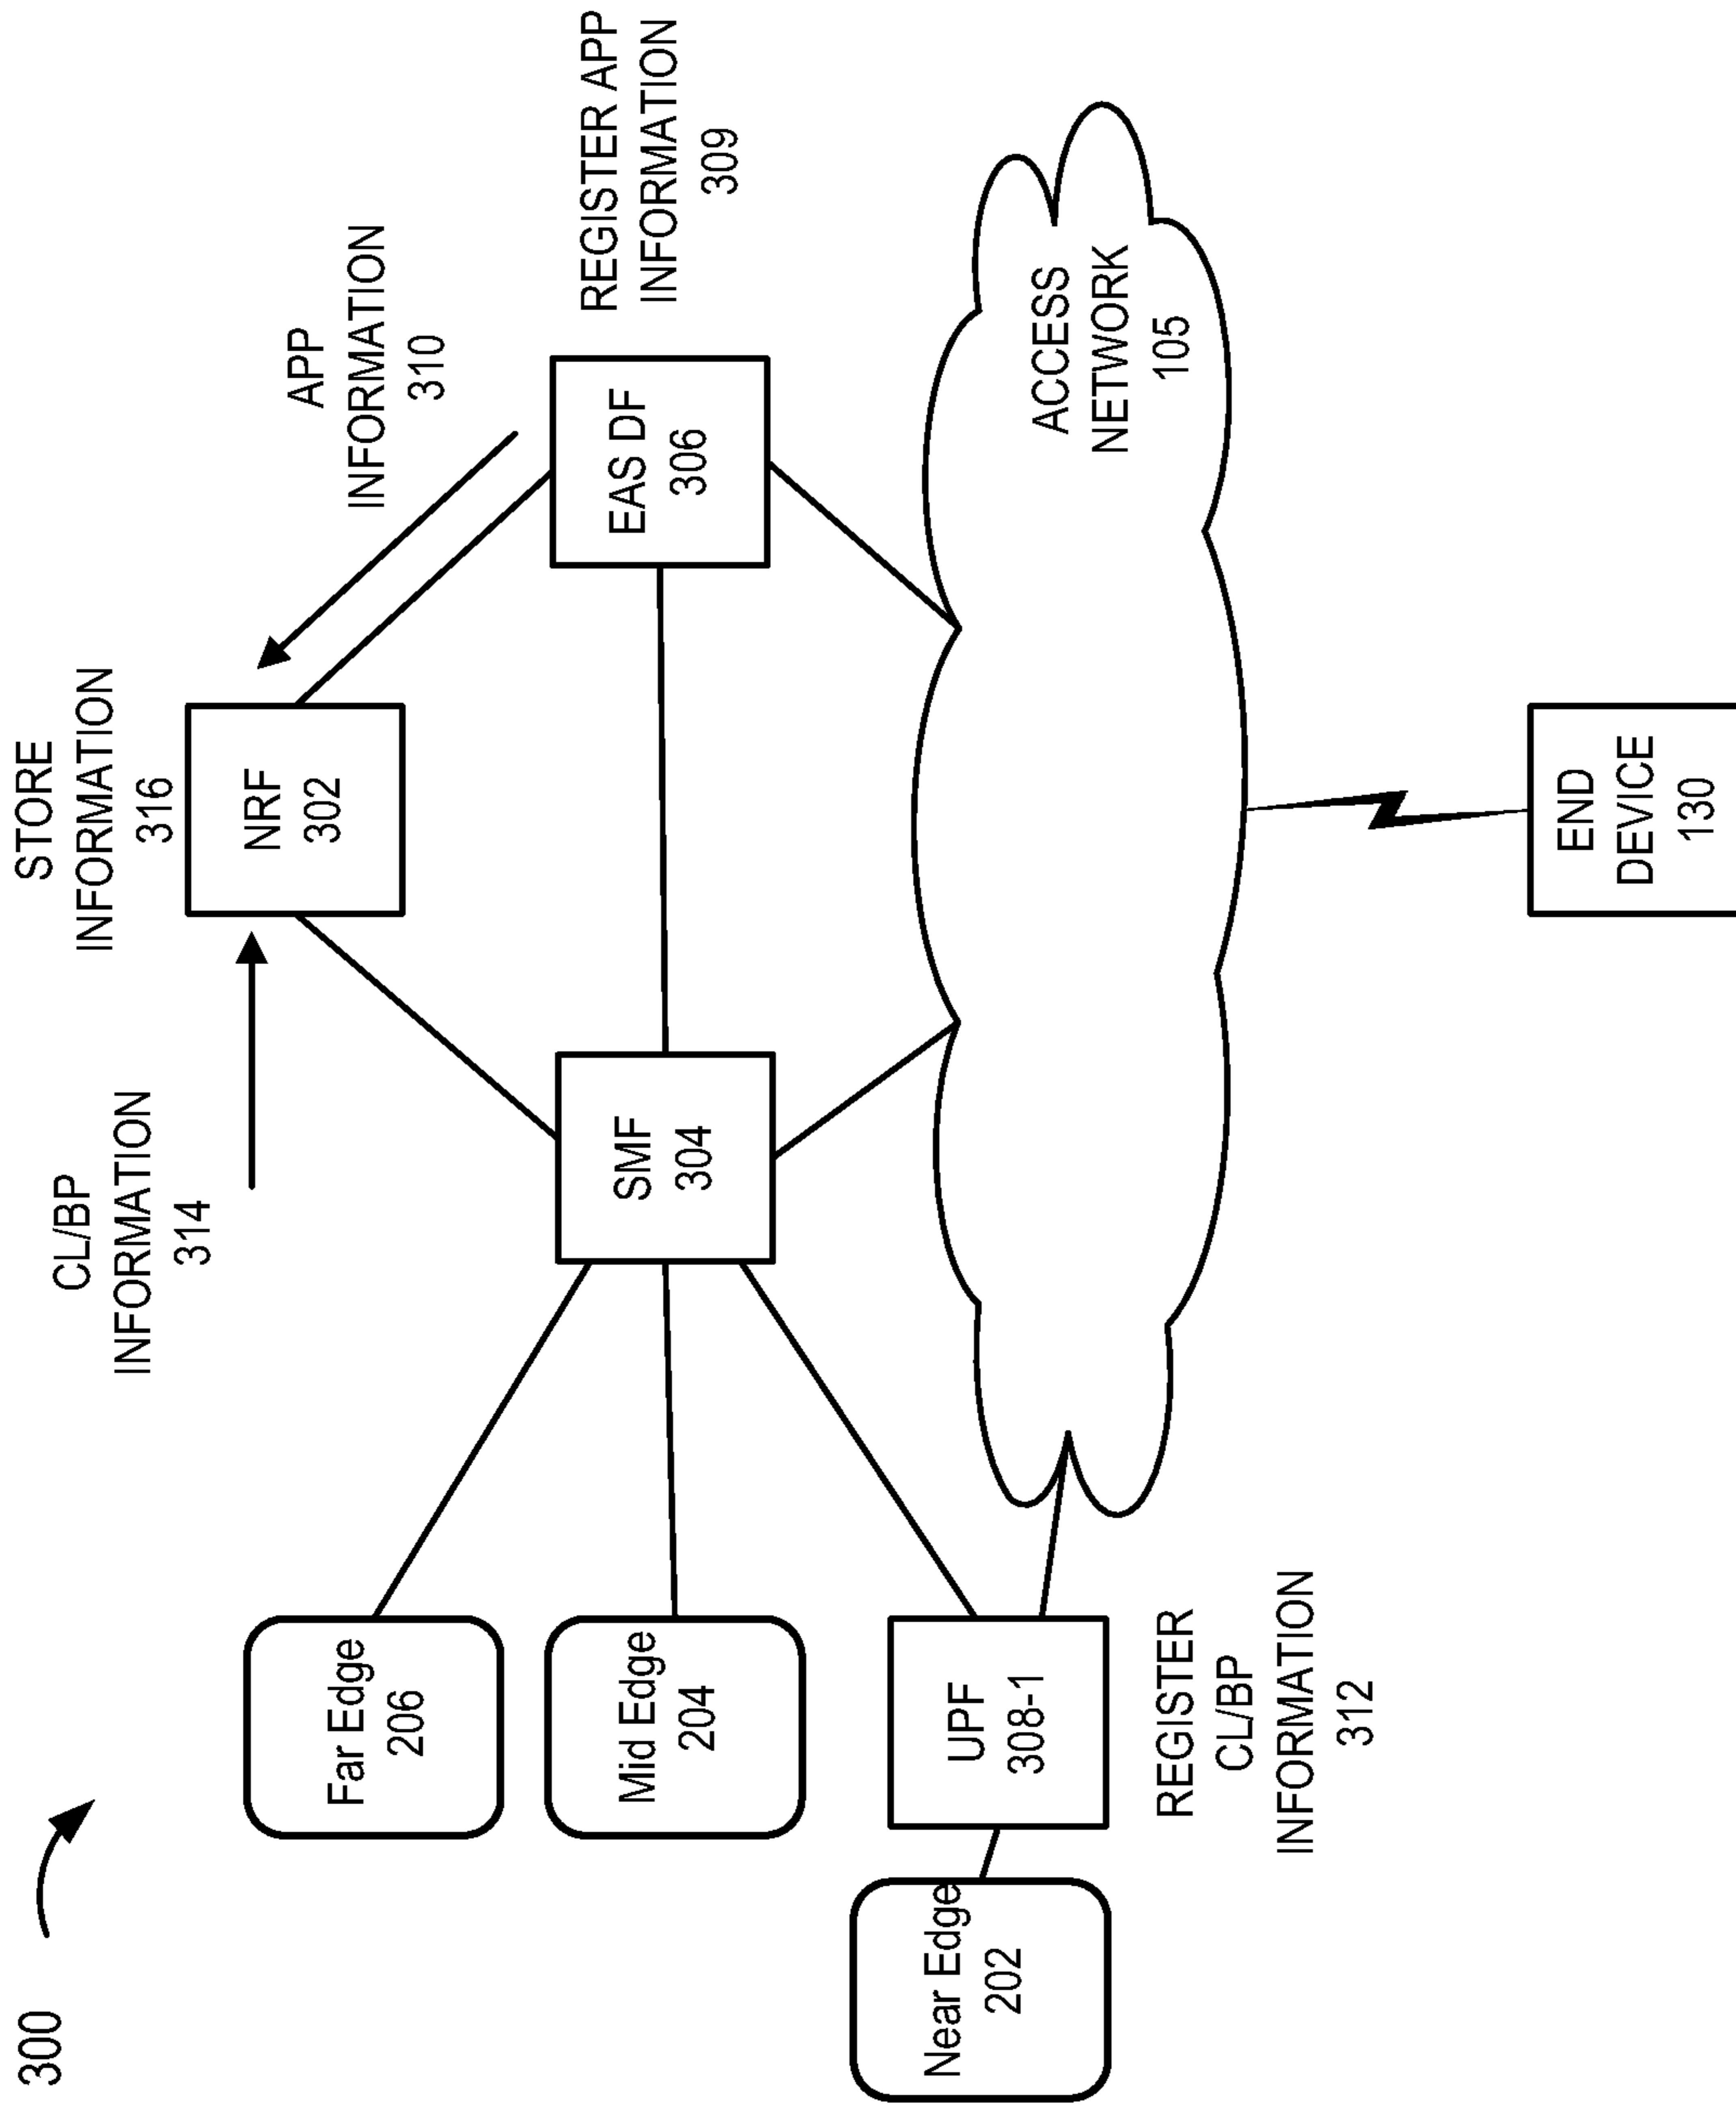 300
STORE
INFORMATION
316
CL/BP
INFORMATION
314
APP
INFORMATION
310
NRF
302
Far Edge
206
Mid Edge
204
SMF
304
EAS DF
306
REGISTER APP
INFORMATION
309
Near Edge
202
UPF
308-1
ACCESS
NETWORK
105
REGISTER
CL/BP
INFORMATION
312
END
DEVICE
130